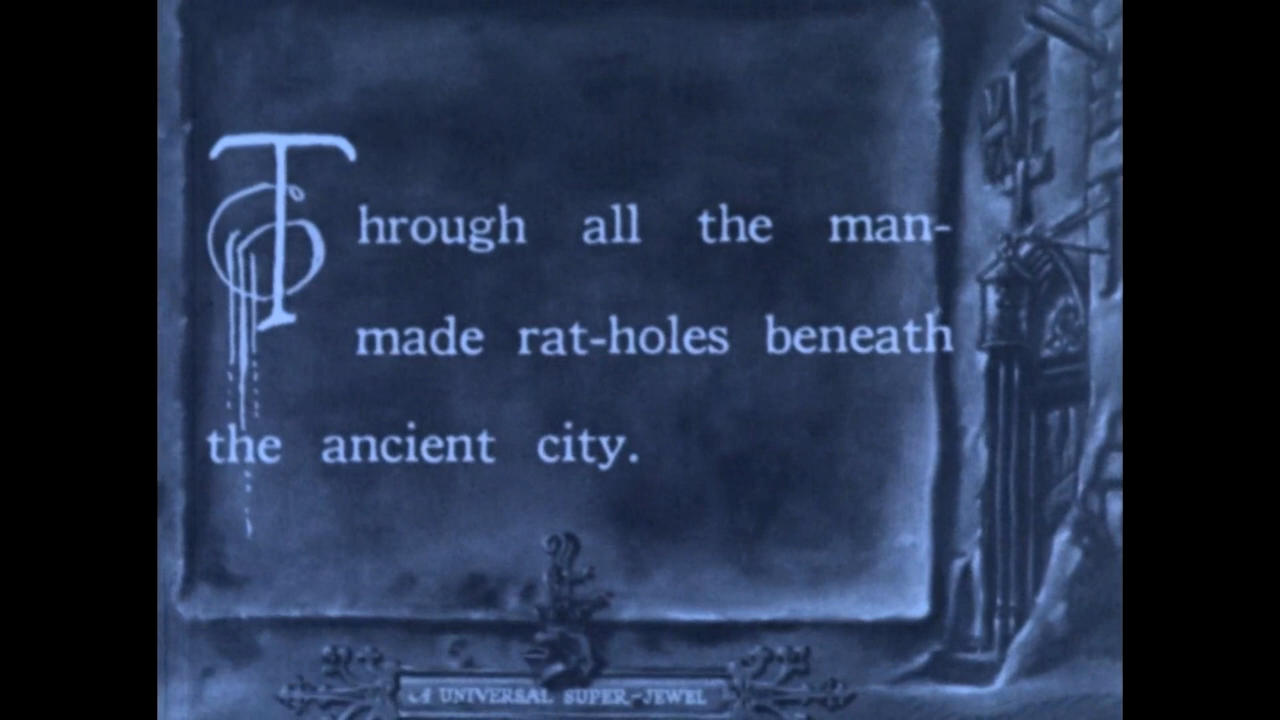 Through all the man-
made rat-holes beneath
the ancient city.
A UNIVERSAL SUPER-JEWEL